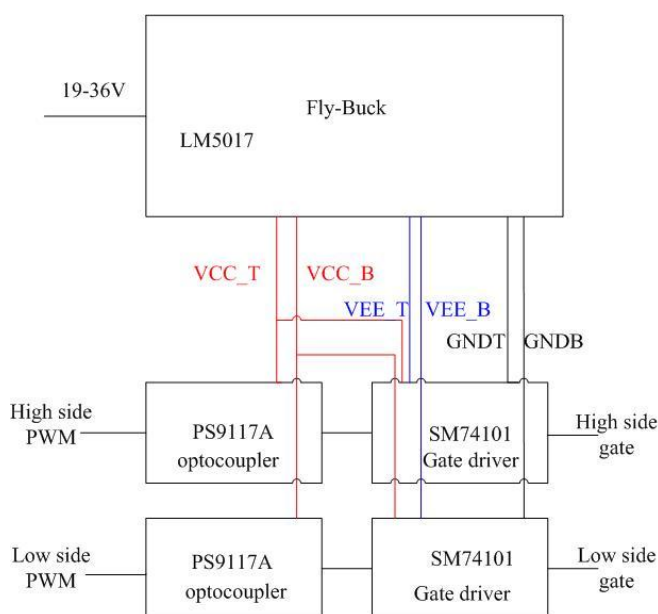 19-36V
Fly-Buck
LM5017
VCC_T
VCC_B
VEE_T
VEE_B
GNDT
GNDB
High side
PWM
PS9117A
optocoupler
SM74101
Gate driver
High side
gate
Low side
PWM
PS9117A
optocoupler
SM74101
Gate driver
Low side
gate